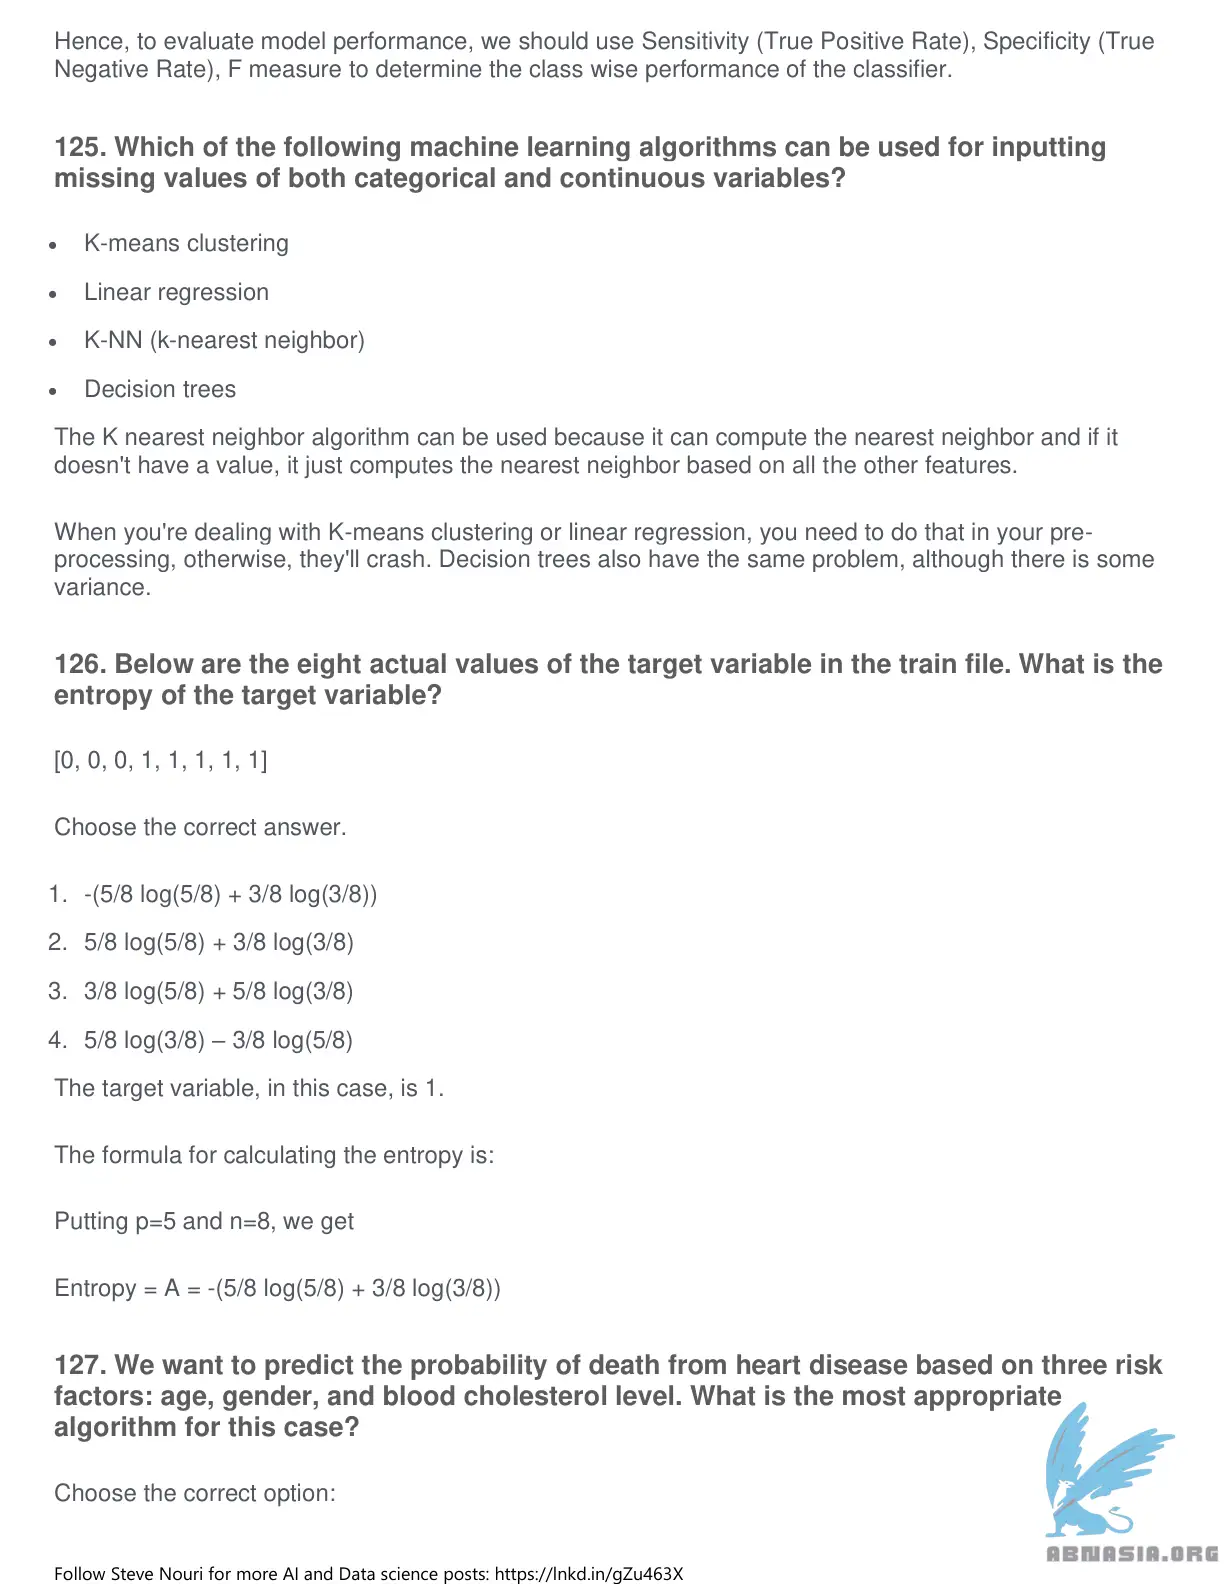 Hence, to evaluate model performance, we should use Sensitivity (True Positive Rate), Specificity (True
Negative Rate), F measure to determine the class wise performance of the classifier.
125. Which of the following machine learning algorithms can be used for inputting
missing values of both categorical and continuous variables?
• K-means clustering
• Linear regression
• K-NN (k-nearest neighbor)
• Decision trees
The K nearest neighbor algorithm can be used because it can compute the nearest neighbor and if it
doesn't have a value, it just computes the nearest neighbor based on all the other features.
When you're dealing with K-means clustering or linear regression, you need to do that in your pre-
processing, otherwise, they'll crash. Decision trees also have the same problem, although there is some
variance.
126. Below are the eight actual values of the target variable in the train file. What is the
entropy of the target variable?
[0, 0, 0, 1, 1, 1, 1, 1]
Choose the correct answer.
1. -(5/8 log(5/8) + 3/8 log(3/8))
2. 5/8 log(5/8) + 3/8 log(3/8)
3. 3/8 log(5/8) + 5/8 log(3/8)
4. 5/8 log(3/8) – 3/8 log(5/8)
The target variable, in this case, is 1.
The formula for calculating the entropy is:
Putting p=5 and n=8, we get
Entropy = A = -(5/8 log(5/8) + 3/8 log(3/8))
127. We want to predict the probability of death from heart disease based on three risk
factors: age, gender, and blood cholesterol level. What is the most appropriate
algorithm for this case?
Choose the correct option:
ABNASIA.ORG
Follow Steve Nouri for more AI and Data science posts: https://lnkd.in/gZu463X